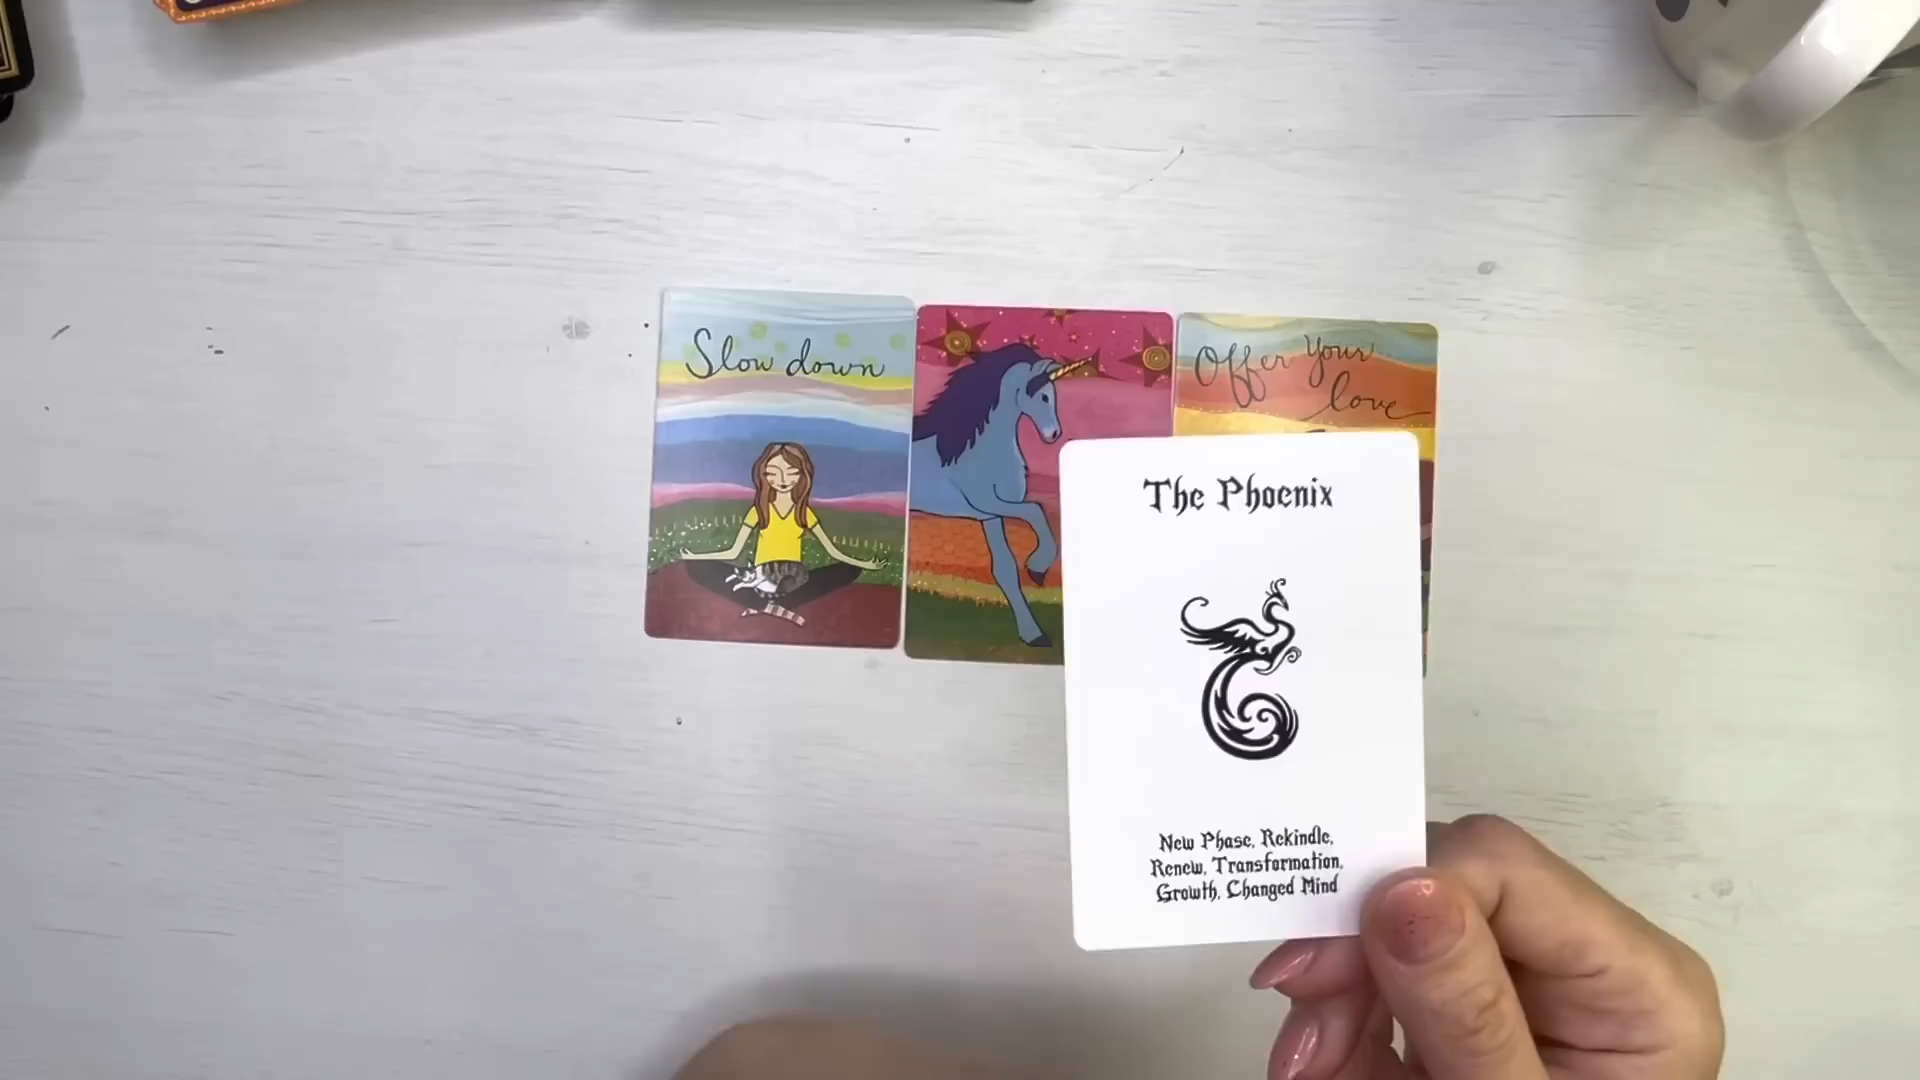 Slow down
Offer Your
love
The Phoenix
New Phase, Rekindle,
Renew, Transformation,
Growth, Changed Mind